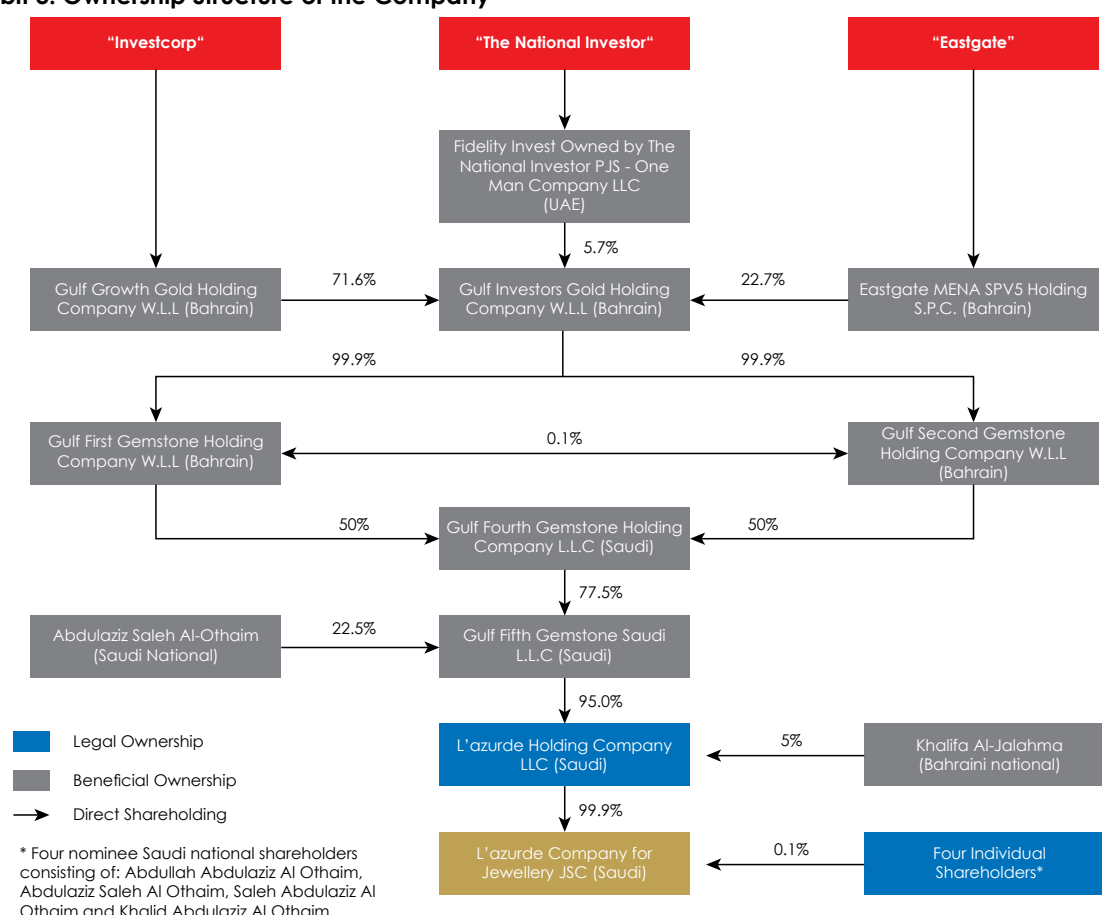 Ownership Structure of the Company
“Investcorp“
“The National Investor“
“Eastgate”
Fidelity Invest Owned by The
National Investor PJS - One
Man Company LLC
(UAE)
5.7%
Gulf Growth Gold Holding
Company W.L.L (Bahrain)
71.6%
Gulf Investors Gold Holding
Company W.L.L (Bahrain)
22.7%
Eastgate MENA SPV5 Holding
S.P.C. (Bahrain)
99.9%
99.9%
Gulf First Gemstone Holding
Company W.L.L (Bahrain)
0.1%
Gulf Second Gemstone
Holding Company W.L.L
(Bahrain)
50%
Gulf Fourth Gemstone Holding
Company L.L.C (Saudi)
50%
77.5%
Abdulaziz Saleh Al-Othaim
(Saudi National)
22.5%
Gulf Fifth Gemstone Saudi
L.L.C (Saudi)
95.0%
Legal Ownership
Beneficial Ownership
Direct Shareholding
L’azurde Holding Company
LLC (Saudi)
5%
Khalifa Al-Jalahma
(Bahraini national)
99.9%
L’azurde Company for
Jewellery JSC (Saudi)
0.1%
Four Individual
Shareholders*
* Four nominee Saudi national shareholders
consisting of: Abdullah Abdulaziz Al Othaim,
Abdulaziz Saleh Al Othaim, Saleh Abdulaziz Al
Othaim and Khalid Abdulaziz Al Othaim